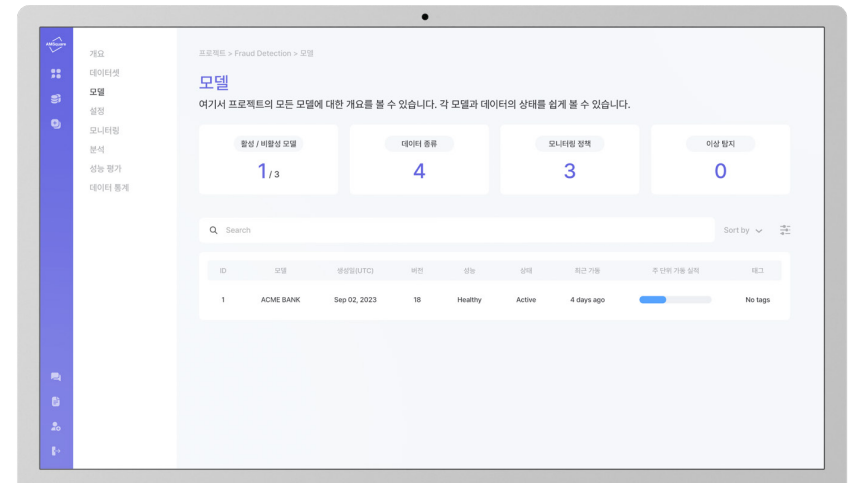 AMSquare
개요
데이터셋
모델
설정
모니터링
분석
성능 평가
데이터 통계
프로젝트 > Fraud Detection > 모델
모델
여기서 프로젝트의 모든 모델에 대한 개요를 볼 수 있습니다. 각 모델과 데이터의 상태를 쉽게 볼 수 있습니다.
활성 / 비활성 모델 데이터 종류 모니터링 정책 이상 탐지
1 / 3 4 3 0
Search Sort by
ID 모델 생성일(UTC) 버전 성능 상태 최근 가동 주 단위 가동 실적 태그
1 ACME BANK Sep 02, 2023 18 Healthy Active 4 days ago No tags